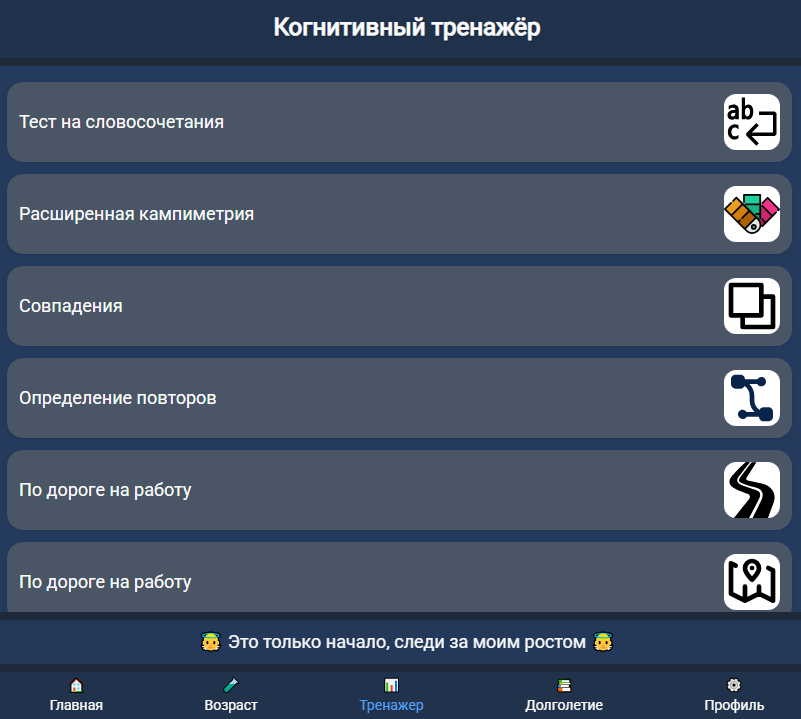 Когнитивный тренажёр
Тест на словосочетания
ab
c
Расширенная кампиметрия
Совпадения
Определение повторов
По дороге на работу
По дороге на работу
Это только начало, следи за моим ростом
Главная Возраст Тренажер Долголетие Профиль